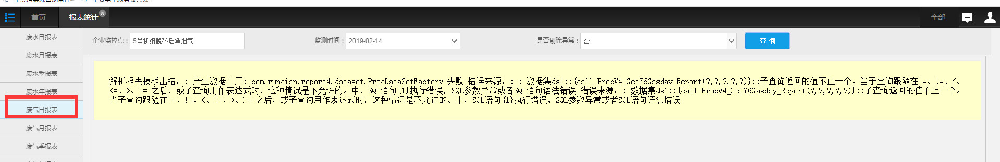 首页
报表统计
全部
废水日报表
废水月报表
废水季报表
废水年报表
废气日报表
废气月报表
废气季报表
企业监控点：
5号机组脱硫后净烟气
监测时间：
2019-02-14
是否剔除异常：
否
查 询
解析报表模板出错：: 产生数据工厂: com.runqian.report4.dataset.ProcDataSetFactory 失败 错误来源：: : 数据集ds1::{call ProcV4_Get76Gasday_Report(?,?,?,?,?)}::子查询返回的值不止一个。当子查询跟随在 =、!=、<、
<=、>、>= 之后，或子查询用作表达式时，这种情况是不允许的。中，SQL语句{1}执行错误，SQL参数异常或者SQL语句语法错误 错误来源：: 数据集ds1::{call ProcV4_Get76Gasday_Report(?,?,?,?,?)}::子查询返回的值不止一个。
当子查询跟随在 =、!=、<、<=、>、>= 之后，或子查询用作表达式时，这种情况是不允许的。中，SQL语句{1}执行错误，SQL参数异常或者SQL语句语法错误